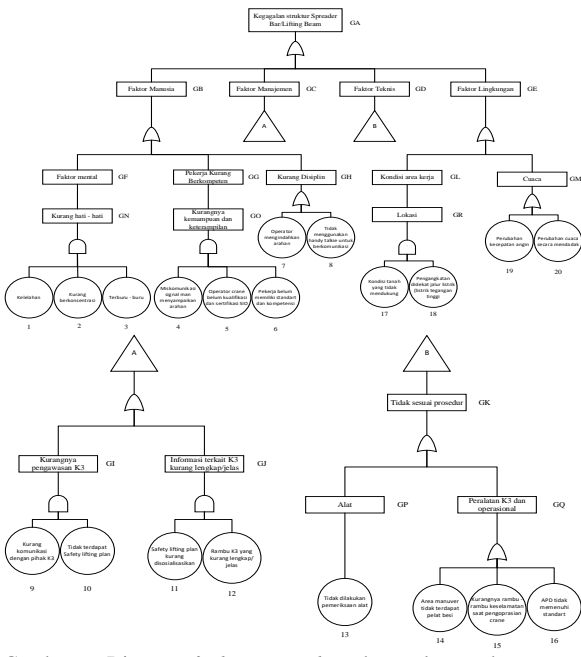 Kegagalan struktur Spreader
Bar/Lifting Beam
GA
Faktor Manusia
GB
Faktor Manajemen
GC
Faktor Teknis
GD
Faktor Lingkungan
GE
A
B
Faktor mental
GF
Pekerja Kurang
Berkompeten
GG
Kurang Disiplin
GH
Kondisi area kerja
GL
Cuaca
GM
Kurang hati - hati
GN
Kurangnya
kemampuan dan
keterampilan
GO
Lokasi
GR
Operator
mengindahkan
arahan
7
Tidak
menggunakan
handy talkie untuk
berkomunikasi
8
Perubahan
kecepatan angin
19
Perubahan cuaca
secara mendadak
20
Kelelahan
1
Kurang
berkonsentrasi
2
Terburu - buru
3
Miskomunikasi
signal man
menyampaikan
arahan
4
Operator crane
belum kualifikasi
dan sertifikasi SIO
5
Pekerja belum
memiliki standart
dan kompetensi
6
Kondisi tanah
yang tidak
mendukung
17
Pengangkatan
didekat jalur listrik
(listrik tegangan
tinggi
18
A
B
Tidak sesuai prosedur
GK
Kurangnya
pengawasan K3
GI
Informasi terkait K3
kurang lengkap/jelas
GJ
Alat
GP
Peralatan K3 dan
operasional
GQ
Kurang
komunikasi
dengan pihak K3
9
Tidak terdapat
Safety lifting plan
10
Safety lifting plan
kurang
disosialisasikan
11
Rambu K3 yang
kurang lengkap/
jelas
12
Tidak dilakukan
pemeriksaan alat
13
Area manuver
tidak terdapat
pelat besi
14
Kurangnya rambu -
rambu keselamatan
saat pengoprasian
crane
15
APD tidak
memenuhi
standart
16